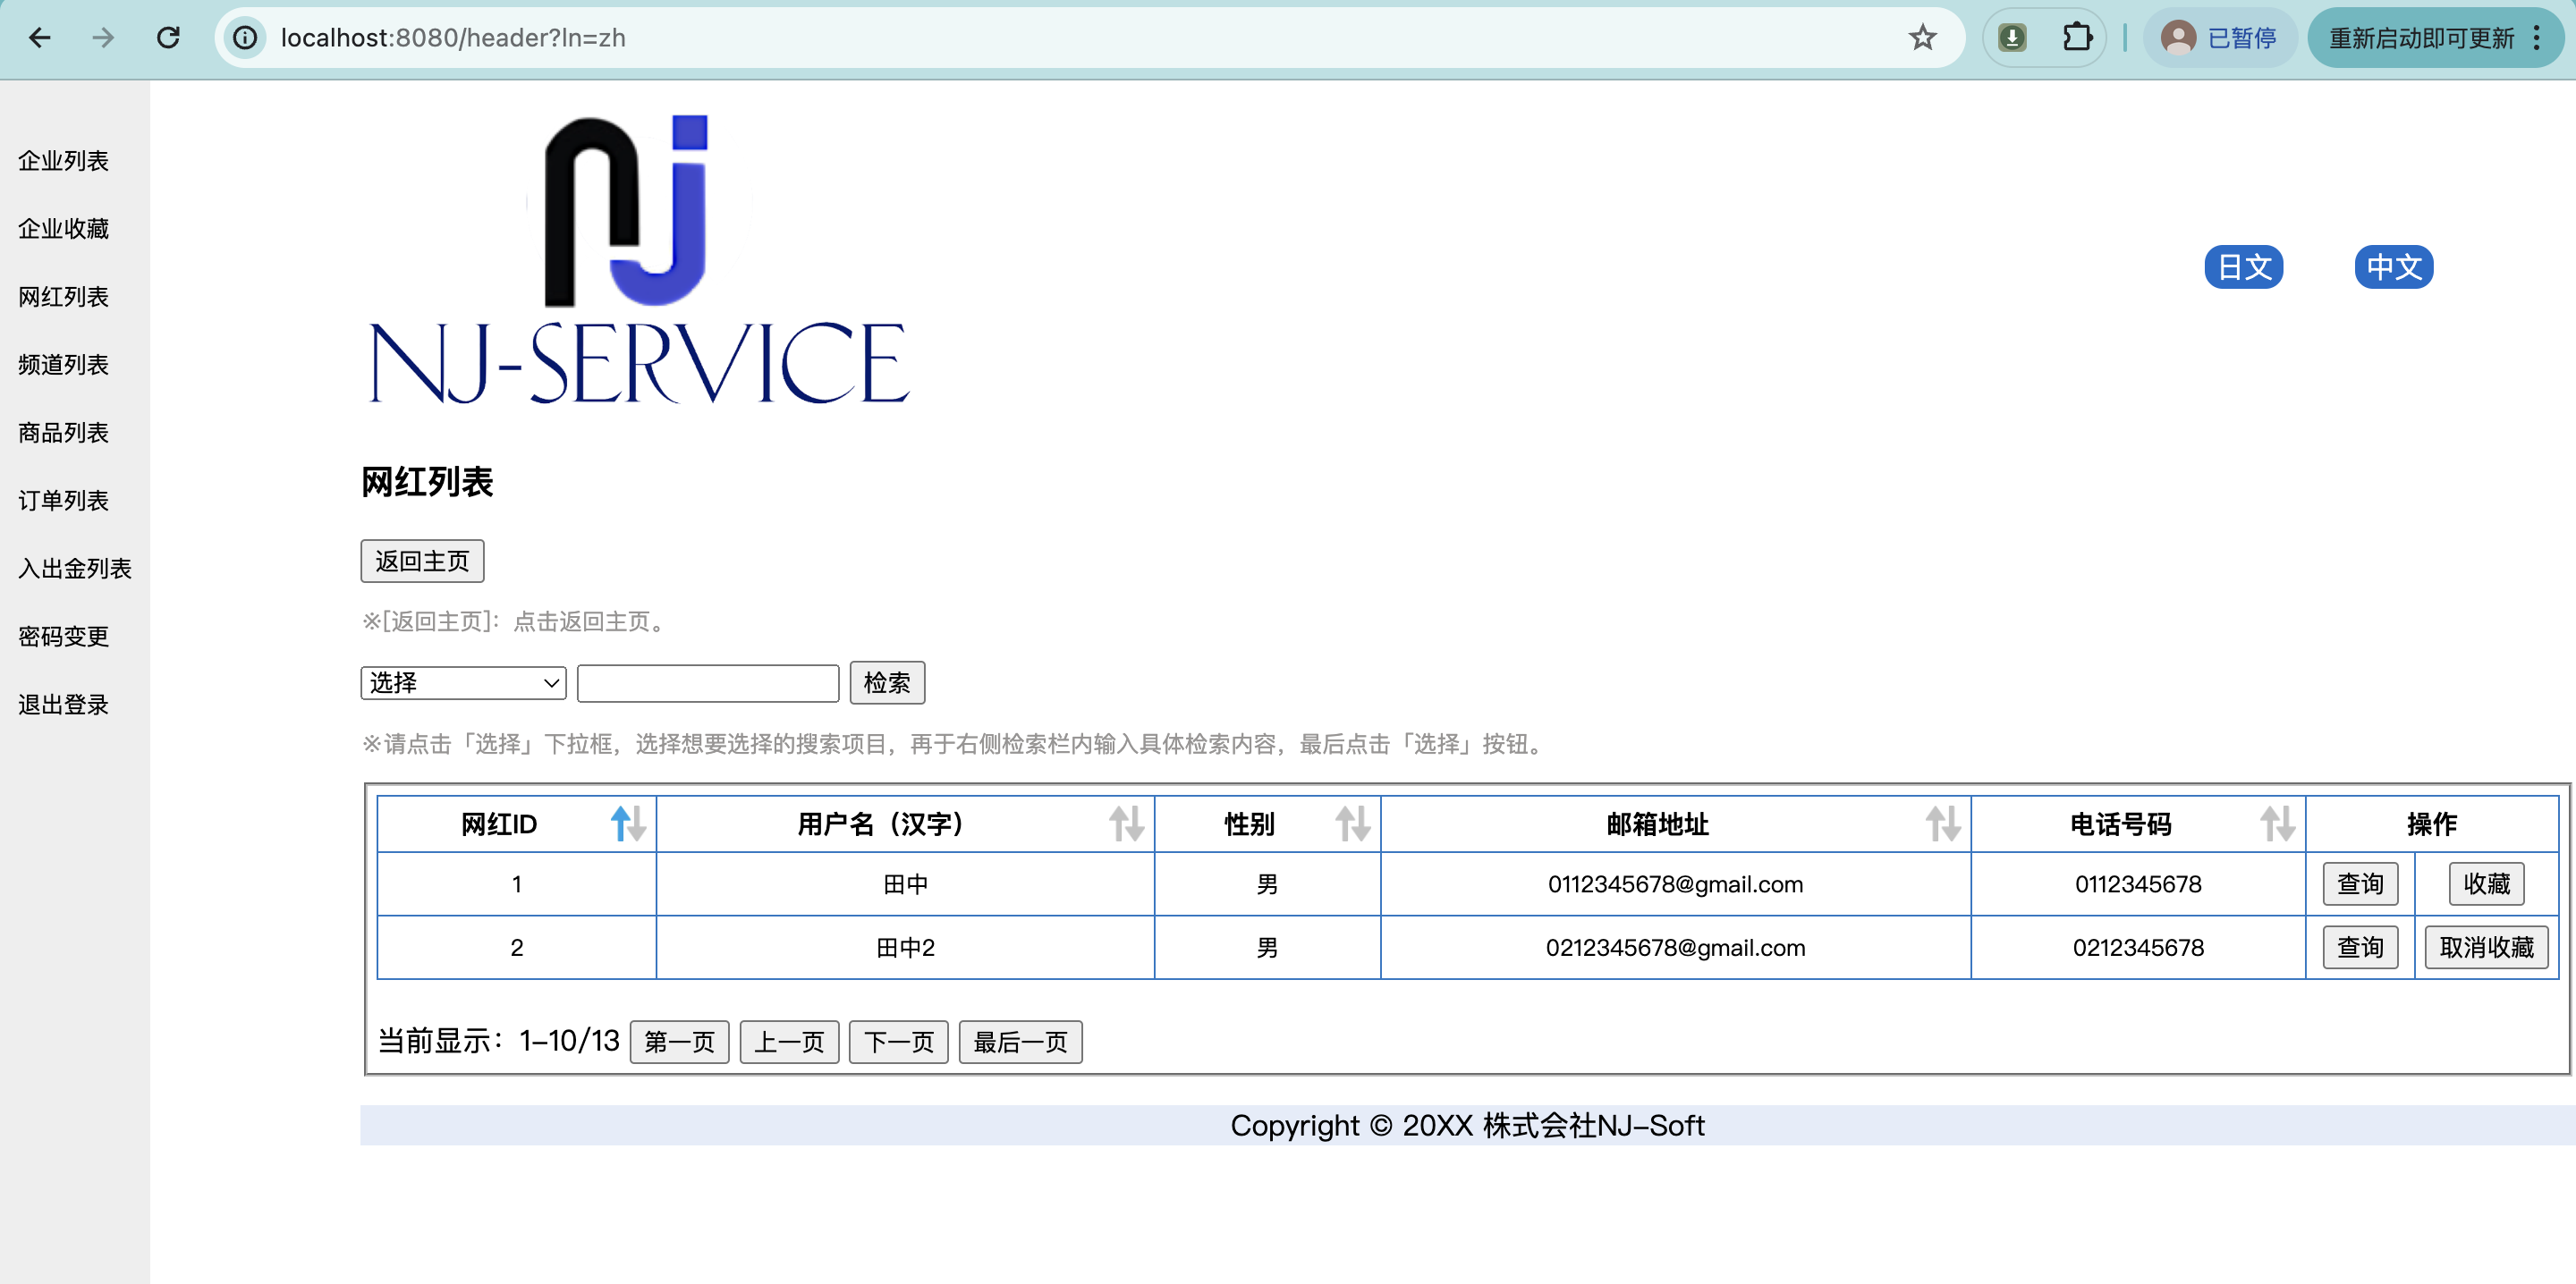 localhost:8080/header?ln=zh
已暂停
重新启动即可更新
企业列表
企业收藏
网红列表
频道列表
商品列表
订单列表
入出金列表
密码变更
退出登录
nj
NJ-SERVICE
日文
中文
网红列表
返回主页
※[返回主页]：点击返回主页。
选择
检索
※请点击「选择」下拉框，选择想要选择的搜索项目，再于右侧检索栏内输入具体检索内容，最后点击「选择」按钮。
网红ID 用户名（汉字） 性别 邮箱地址 电话号码 操作
1 田中 男 0112345678@gmail.com 0112345678 查询 收藏
2 田中2 男 0212345678@gmail.com 0212345678 查询 取消收藏
当前显示：1-10/13 第一页 上一页 下一页 最后一页
Copyright © 20XX 株式会社NJ-Soft